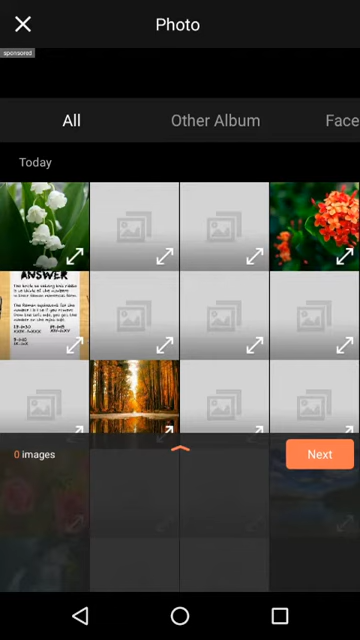 Photo
sponsored
All Other Album Face
Today
ANSWER
0 images
Next